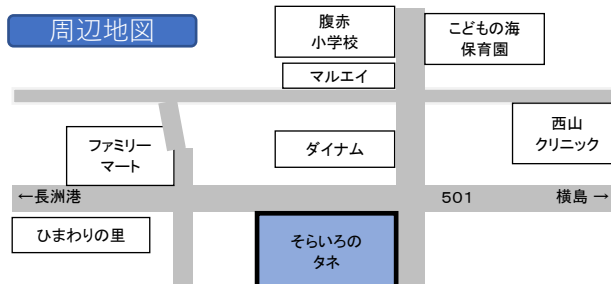 周辺地図
腹赤
小学校
こどもの海
保育園
マルエイ
西山
クリニック
ファミリー
マート
ダイナム
←長洲港
501
横島→
ひまわりの里
そらいろの
タネ